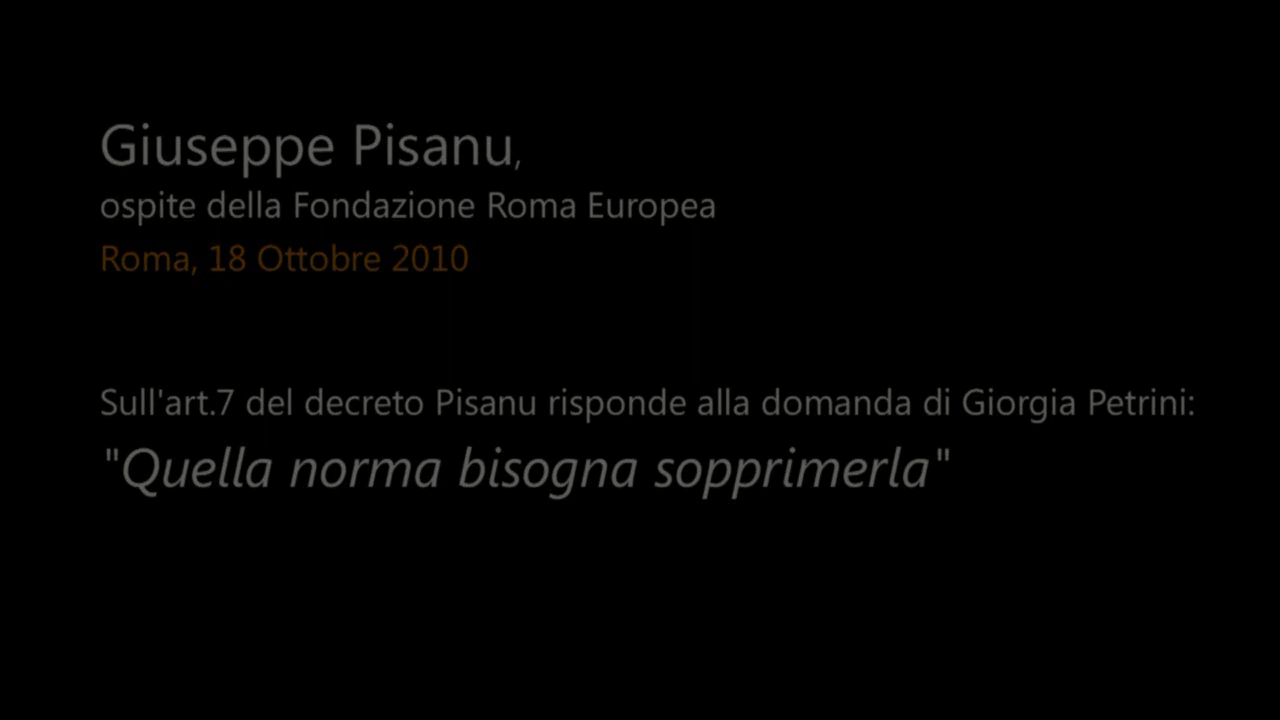 Giuseppe Pisanu,
ospite della Fondazione Roma Europea
Roma, 18 Ottobre 2010
Sull'art.7 del decreto Pisanu risponde alla domanda di Giorgia Petrini:
"Quella norma bisogna sopprimerla"